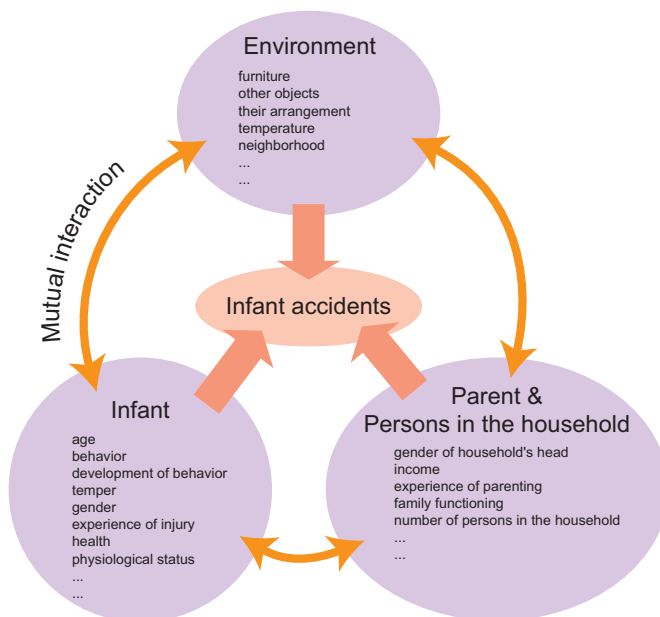 Environment
furniture
other objects
their arrangement
temperature
neighborhood
...
...
Mutual interaction
Infant accidents
Infant
age
behavior
development of behavior
temper
gender
experience of injury
health
physiological status
...
...
Parent &
Persons in the household
gender of household's head
income
experience of parenting
family functioning
number of persons in the household
...
...